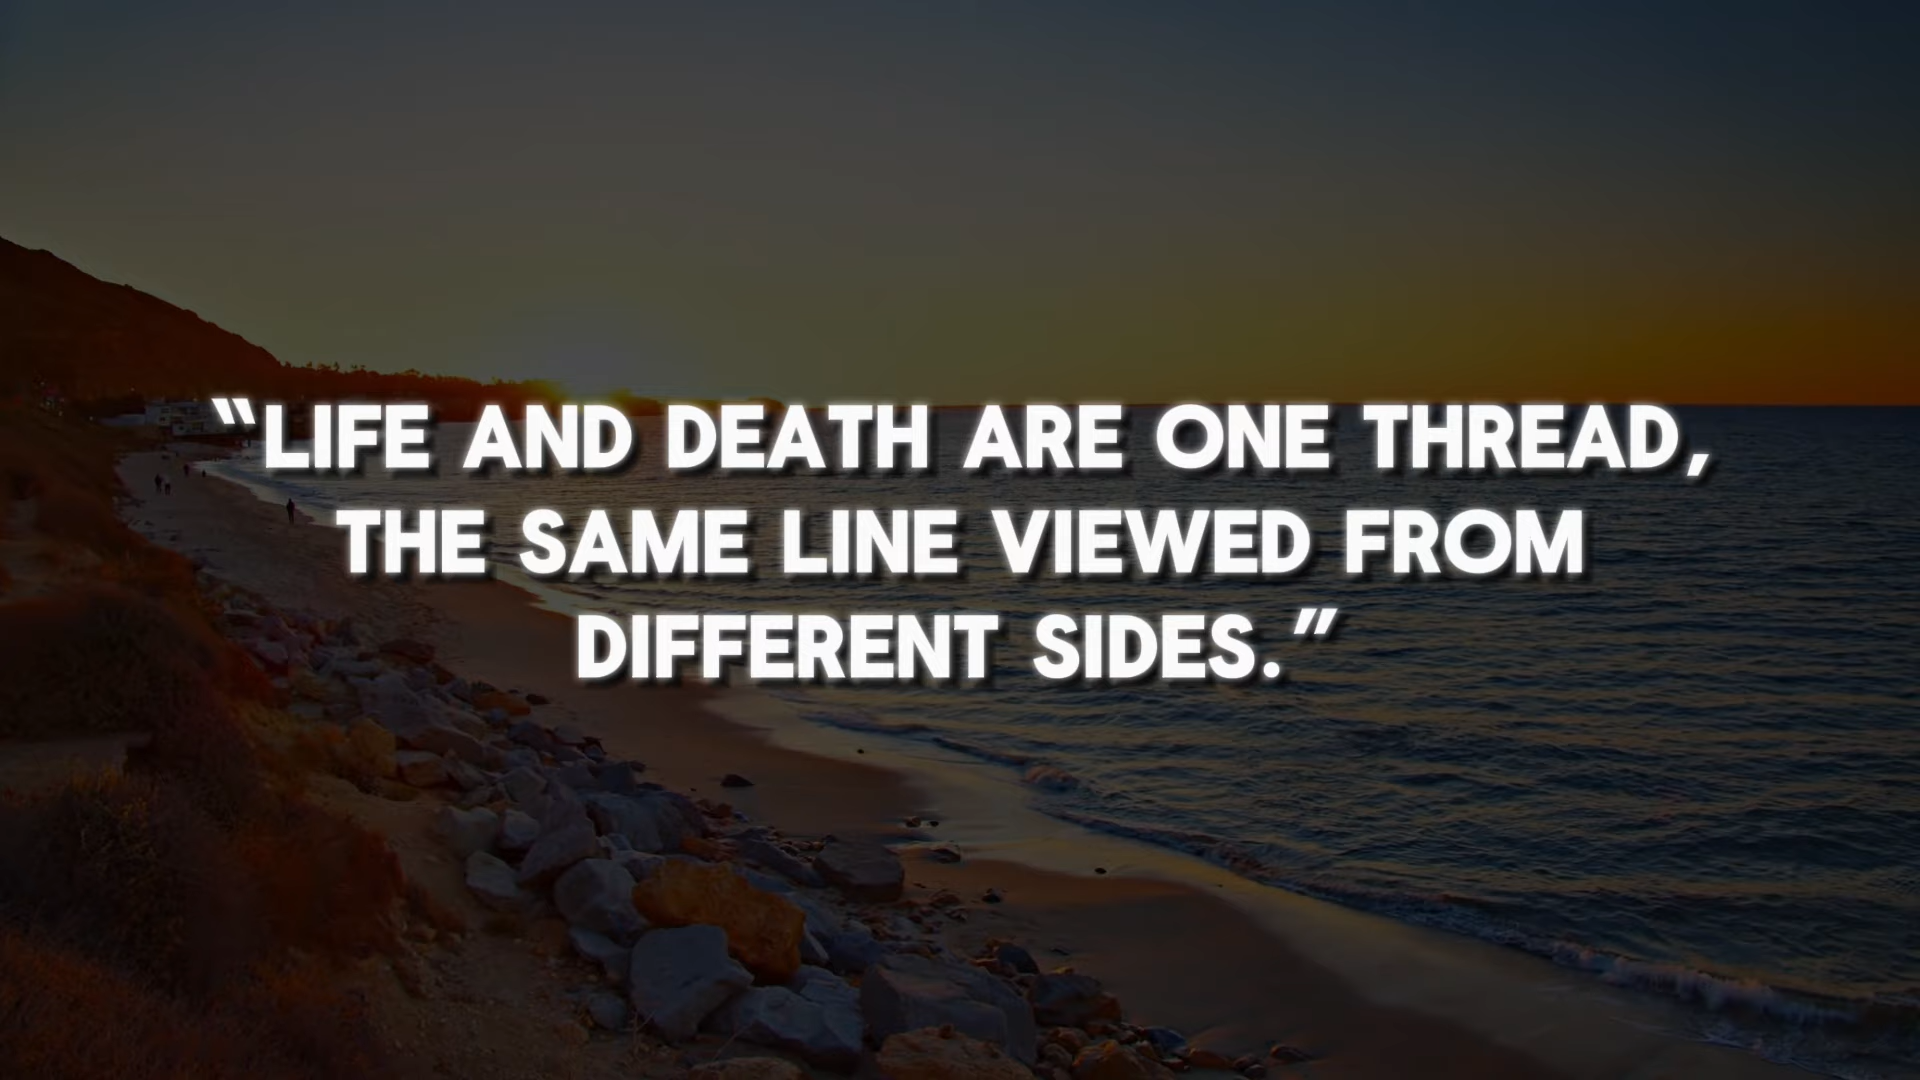 “LIFE AND DEATH ARE ONE THREAD,
THE SAME LINE VIEWED FROM
DIFFERENT SIDES.”